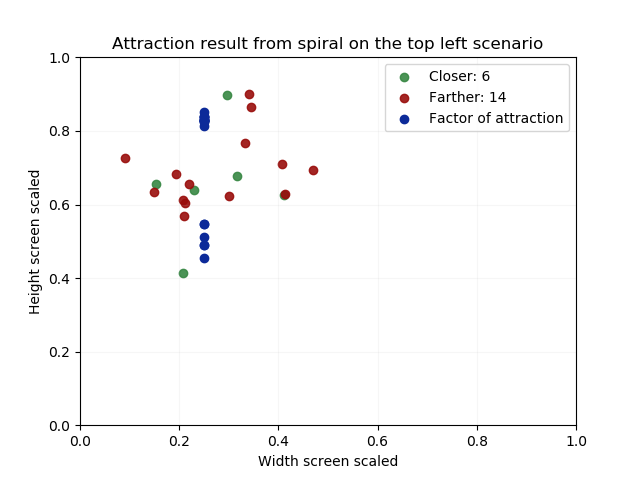 Attraction result from spiral on the top left scenario
Closer: 6
Farther: 14
Factor of attraction
1.0
0.8
0.6
0.4
0.2
0.0
Height screen scaled
0.0 0.2 0.4 0.6 0.8 1.0
Width screen scaled